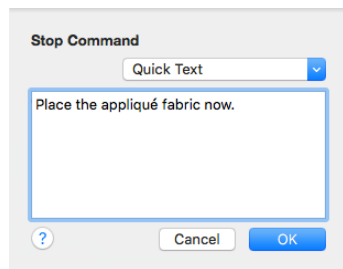 Stop Command
Quick Text
Place the appliqué fabric now.
?
Cancel
OK